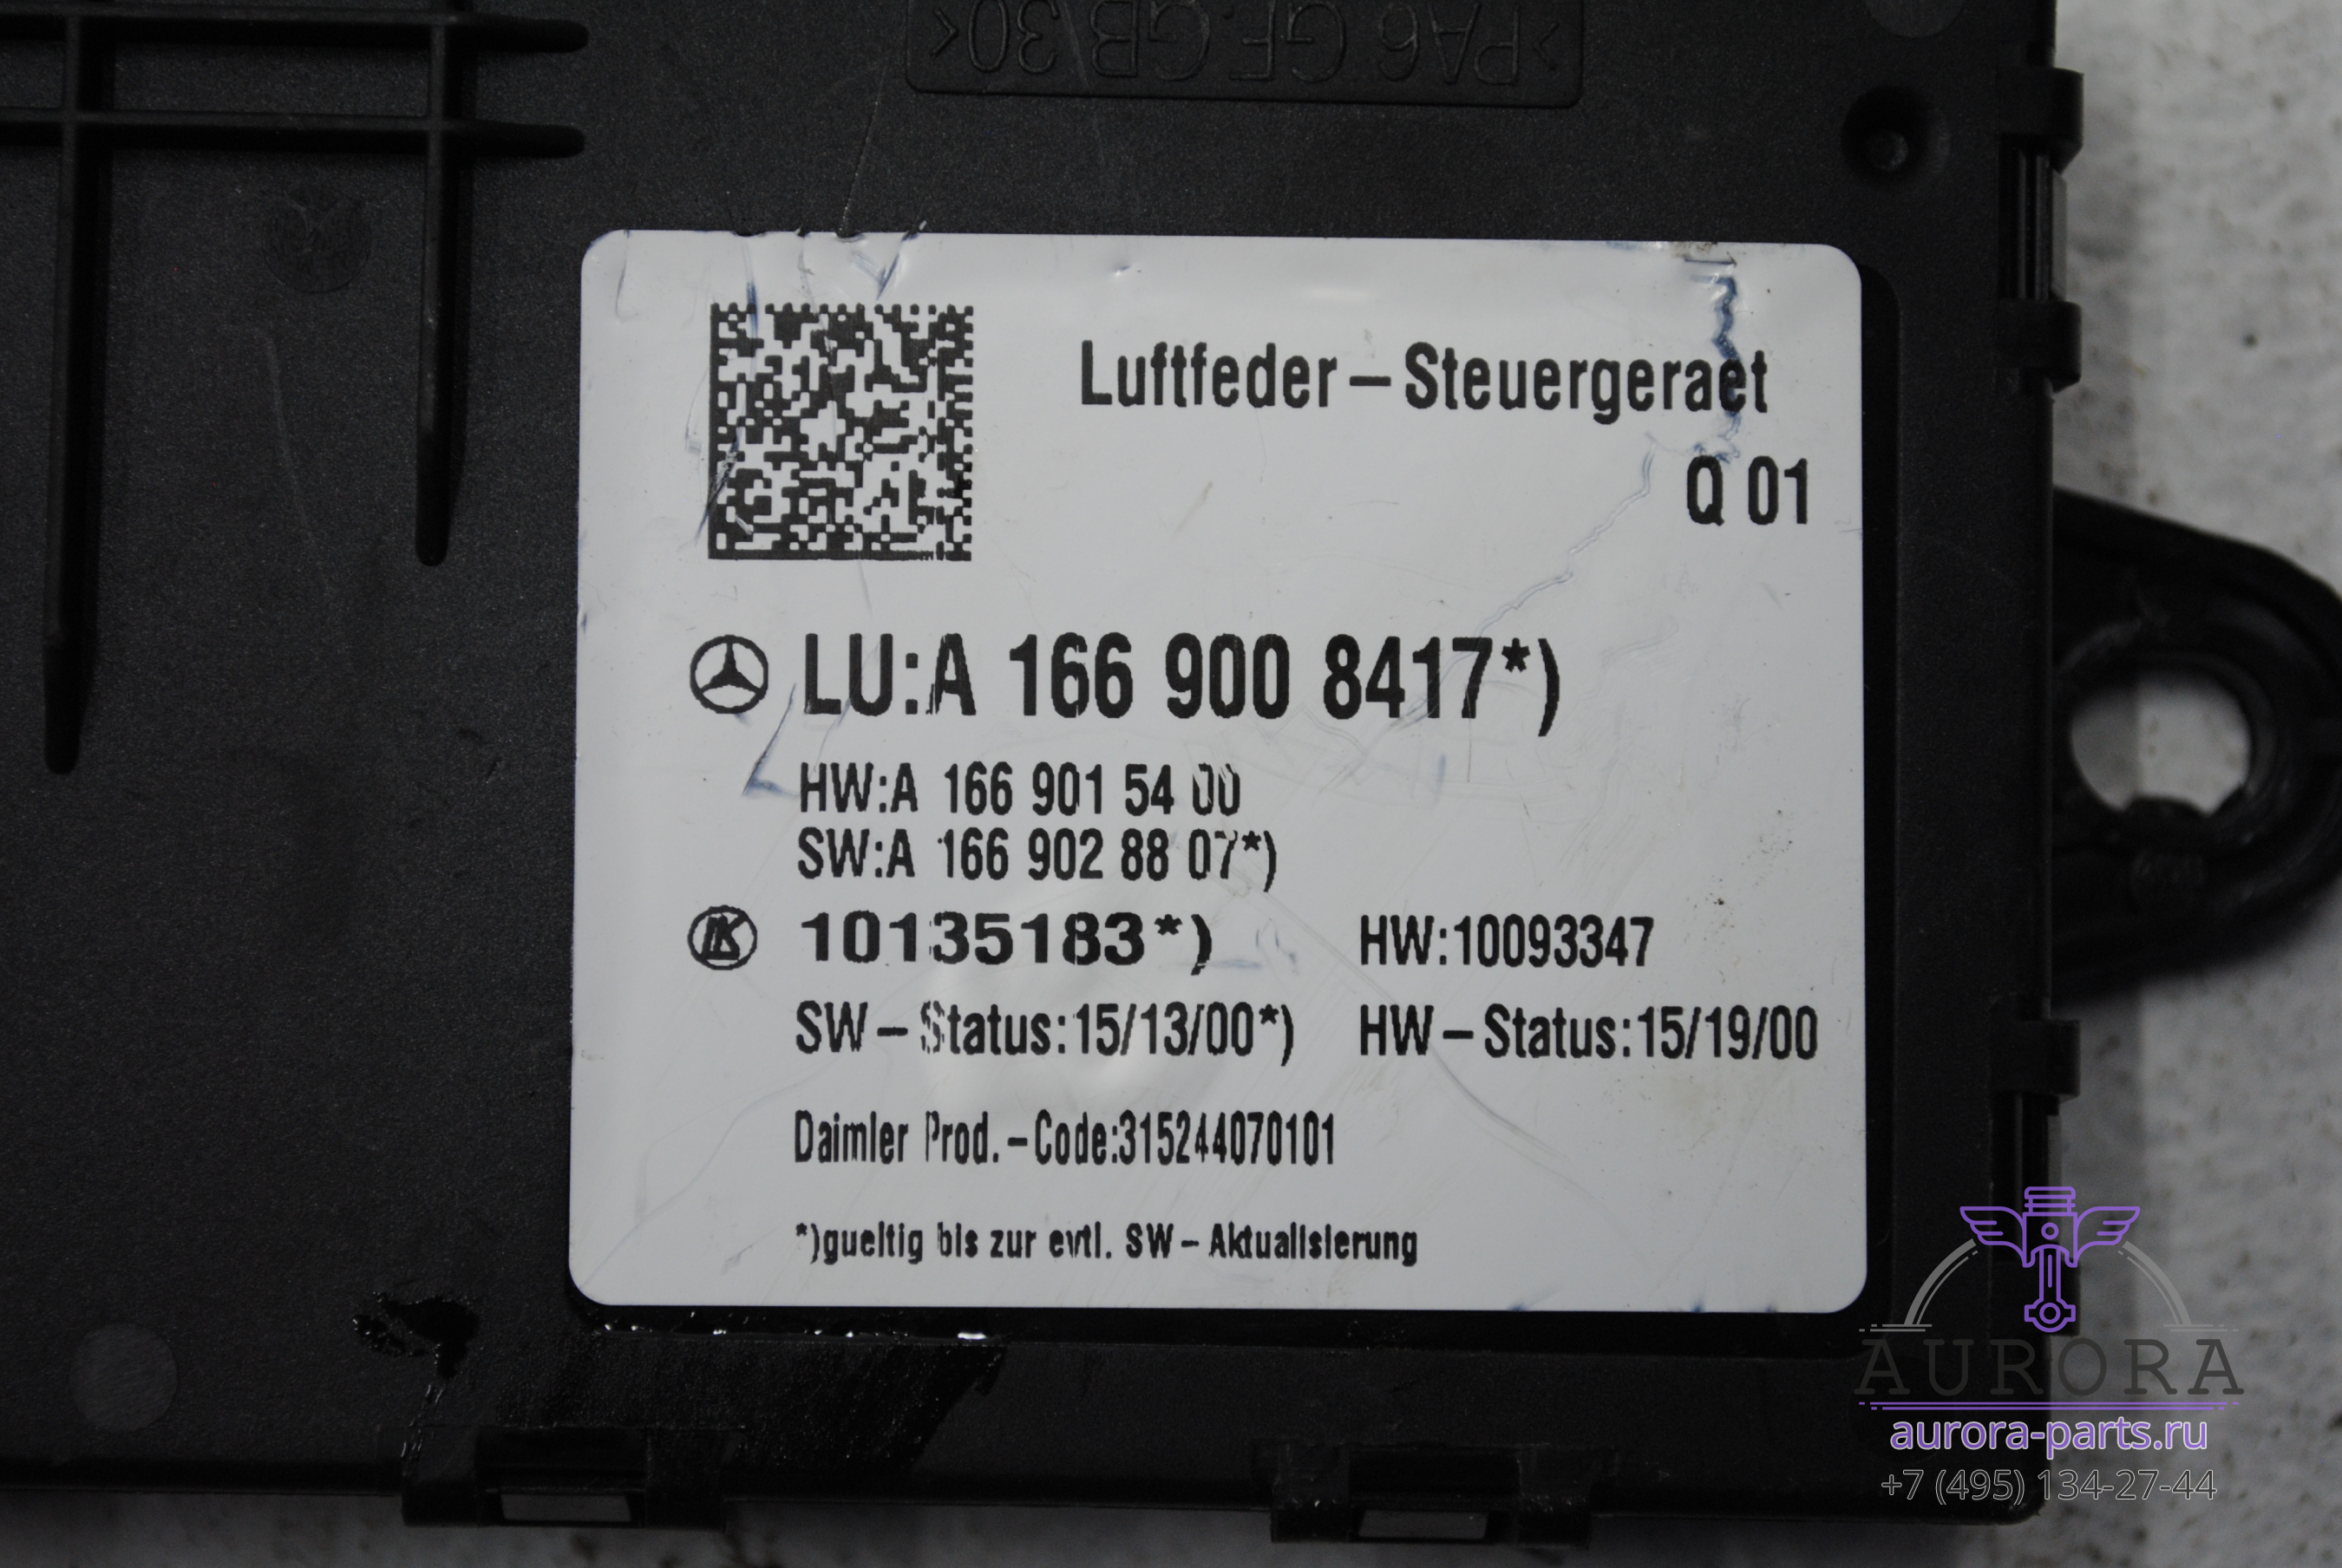 >PA6 GF.GB 30<
Luftfeder-Steuergeraet
Q 01
LU:A 166 900 8417*)
HW:A 166 901 54 00
SW:A 166 902 88 07*)
10135183*) HW:10093347
SW-Status:15/13/00*) HW-Status:15/19/00
Daimler Prod.-Code:315244070101
*)gueltig bis zur evtl. SW-Aktualisierung
AURORA
aurora-parts.ru
+7 (495) 134-27-44